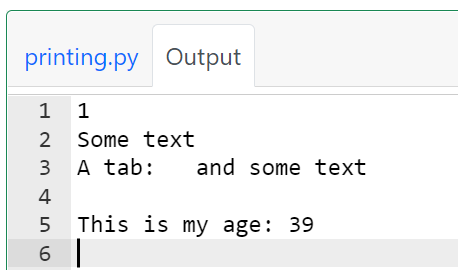 printing.py Output
1 1
2 Some text
3 A tab:   and some text
4
5 This is my age: 39
6